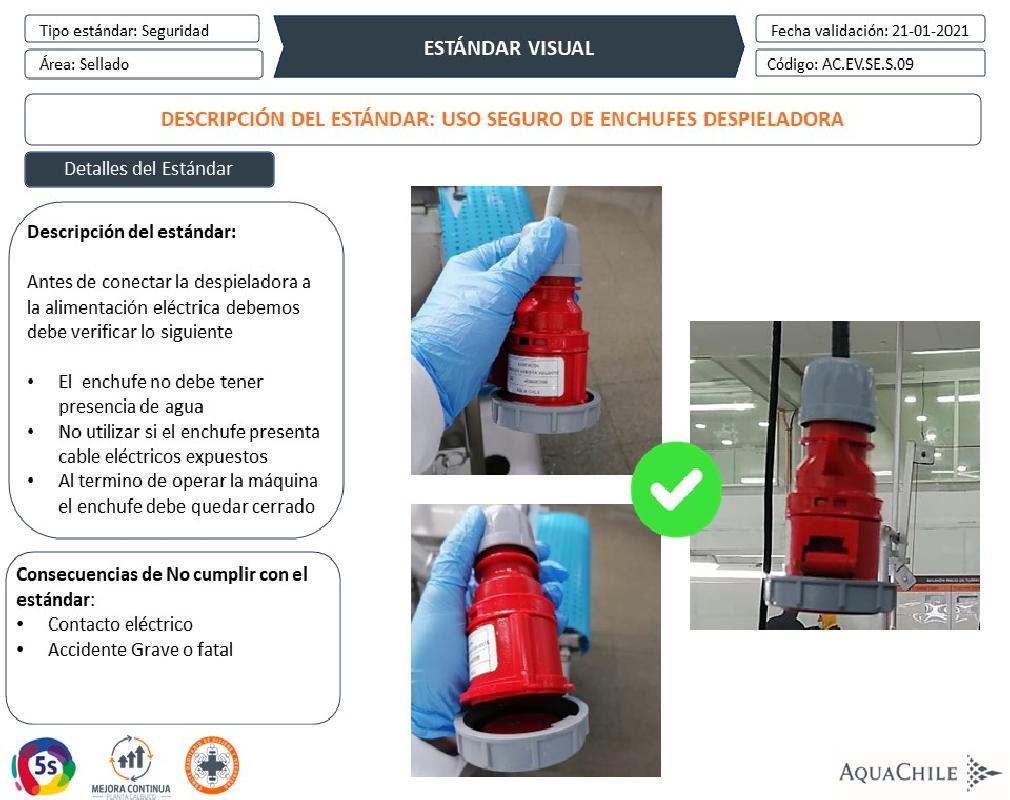 Tipo estándar: Seguridad
Área: Sellado
ESTÁNDAR VISUAL
Fecha validación: 21-01-2021
Código: AC.EV.SE.S.09
DESCRIPCIÓN DEL ESTÁNDAR: USO SEGURO DE ENCHUFES DESPIELADORA
Detalles del Estándar
Descripción del estándar:
Antes de conectar la despieladora a
la alimentación eléctrica debemos
debe verificar lo siguiente
• El enchufe no debe tener
presencia de agua
• No utilizar si el enchufe presenta
cable eléctricos expuestos
• Al termino de operar la máquina
el enchufe debe quedar cerrado
Consecuencias de No cumplir con el
estándar:
• Contacto eléctrico
• Accidente Grave o fatal
5s
MEJORA CONTINUA
PLANTA CALBUCO
AQUACHILE